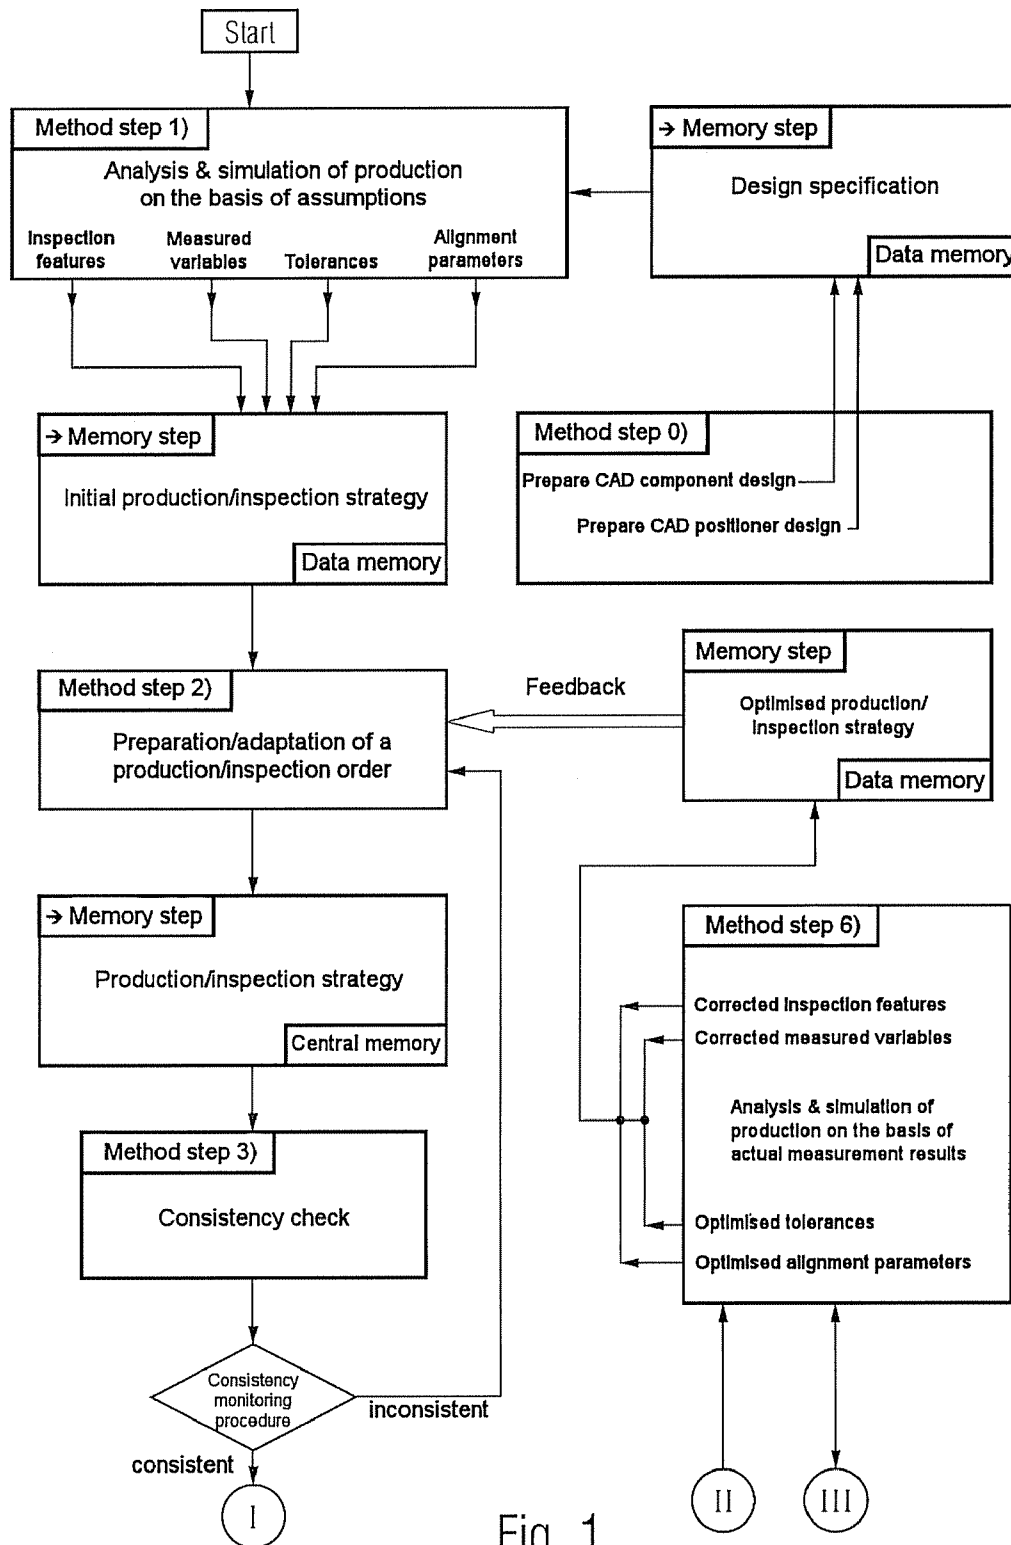 Start
Method step 1)
Analysis & simulation of production
on the basis of assumptions
Inspection
features
Measured
variables
Tolerances
Alignment
parameters
→ Memory step
Design specification
Data memory
→ Memory step
Initial production/inspection strategy
Data memory
Method step 0)
Prepare CAD component design
Prepare CAD positioner design
Method step 2)
Preparation/adaptation of a
production/inspection order
Feedback
Memory step
Optimised production/
inspection strategy
Data memory
→ Memory step
Production/inspection strategy
Central memory
Method step 6)
Corrected inspection features
Corrected measured variables
Analysis & simulation of
production on the basis of
actual measurement results
Optimised tolerances
Optimised alignment parameters
Method step 3)
Consistency check
Consistency
monitoring
procedure
inconsistent
consistent
I
II
III
Fig. 1